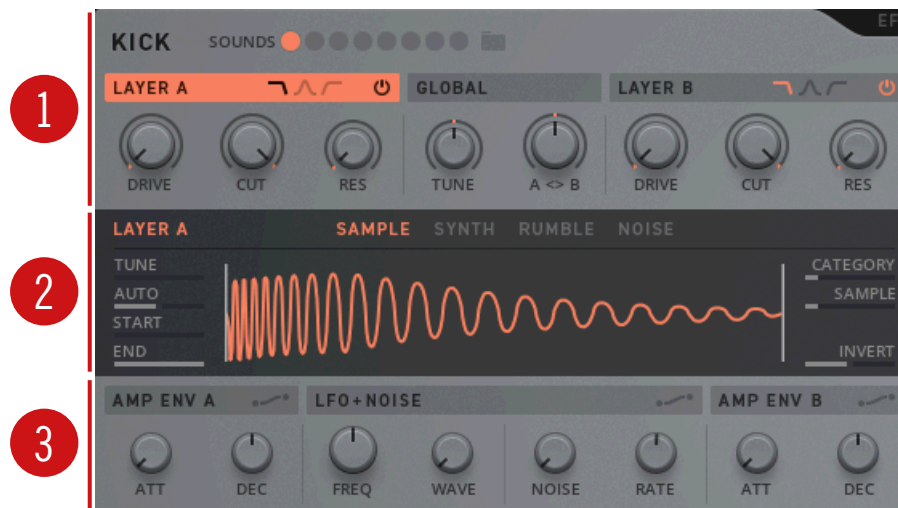 KICK SOUNDS EF
1
LAYER A GLOBAL LAYER B
DRIVE CUT RES TUNE A <> B DRIVE CUT RES
2
LAYER A SAMPLE SYNTH RUMBLE NOISE
TUNE CATEGORY
AUTO SAMPLE
START
END INVERT
3
AMP ENV A LFO+NOISE AMP ENV B
ATT DEC FREQ WAVE NOISE RATE ATT DEC